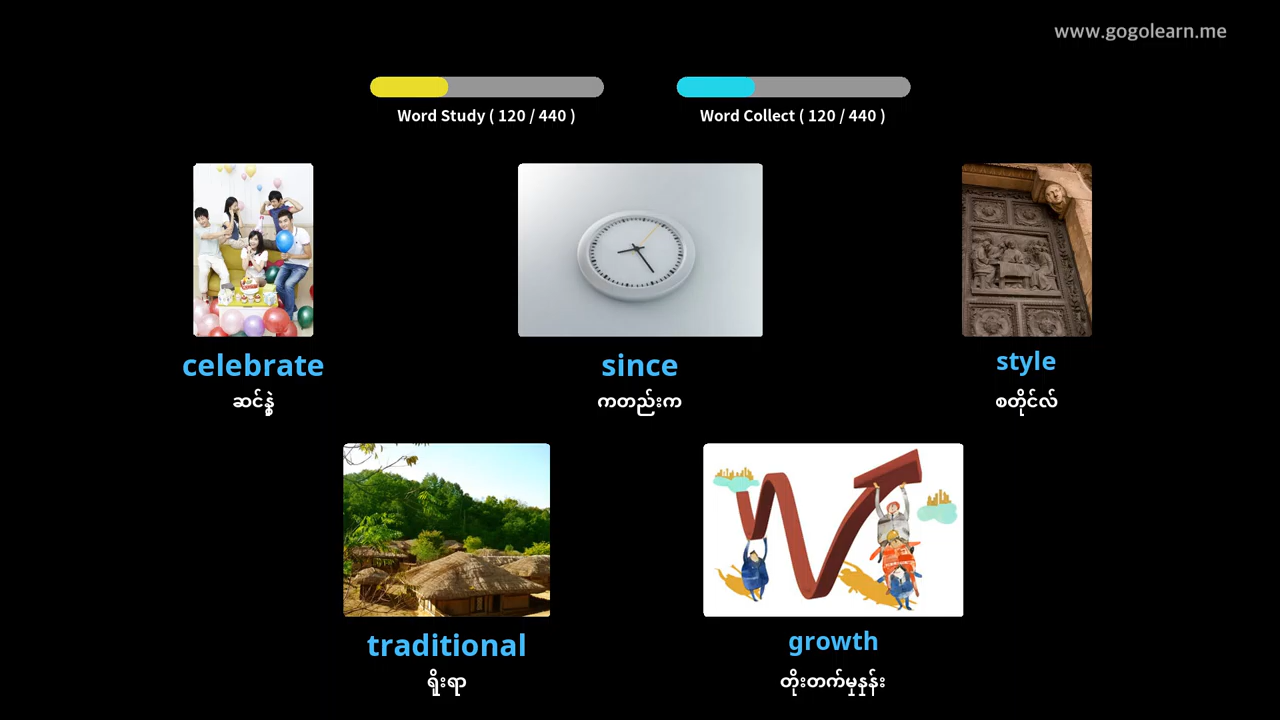 www.gogolearn.me
Word Study ( 120 / 440 )
Word Collect ( 120 / 440 )
celebrate
ဆင်နွှဲ
since
ကတည်းက
style
စတိုင်လ်
traditional
ရိုးရာ
growth
တိုးတက်မှုနှုန်း